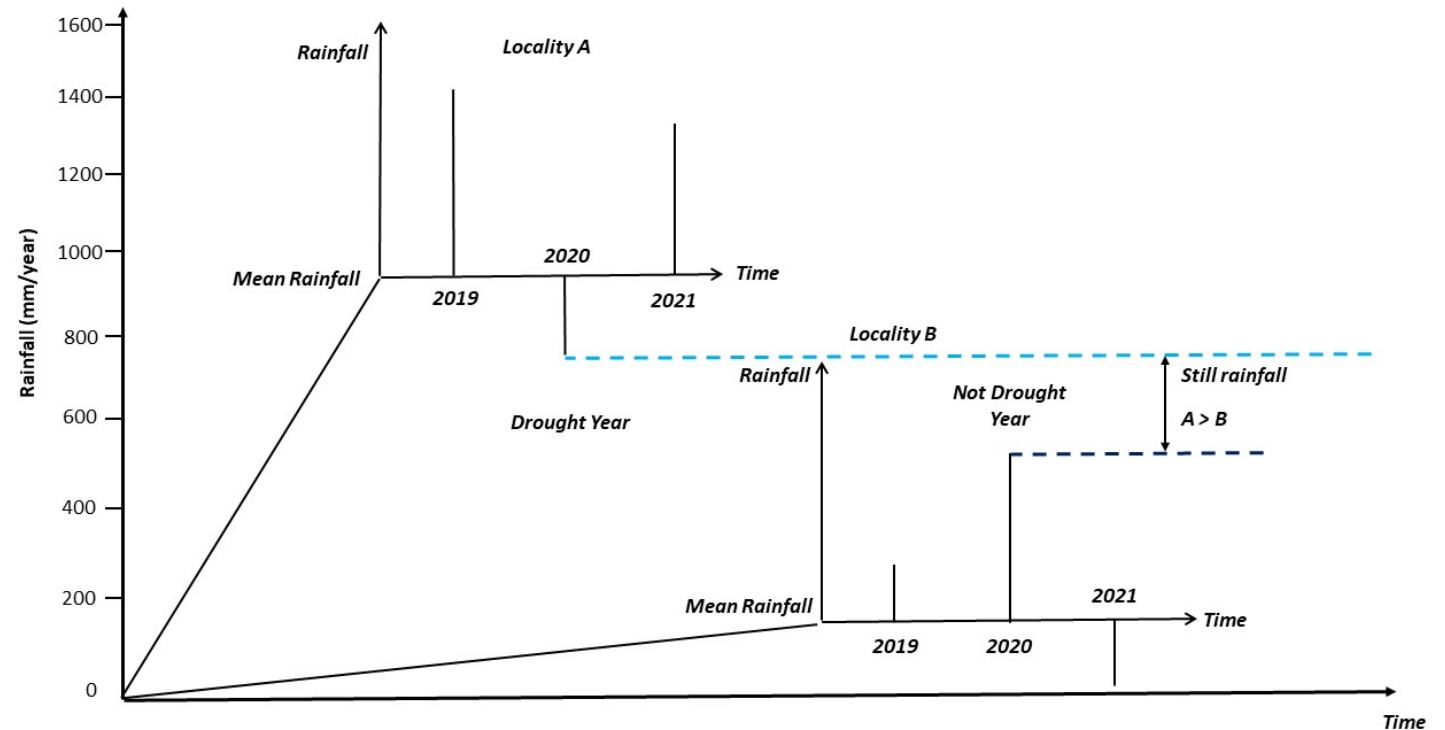 1600
Rainfall
Locality A
1400
1200
1000
2020
Mean Rainfall
Time
2019
2021
Rainfall (mm/year)
800
Locality B
Rainfall
Still rainfall
Not Drought
Year
600
Drought Year
A > B
400
200
Mean Rainfall
2021
Time
2019
2020
0
Time